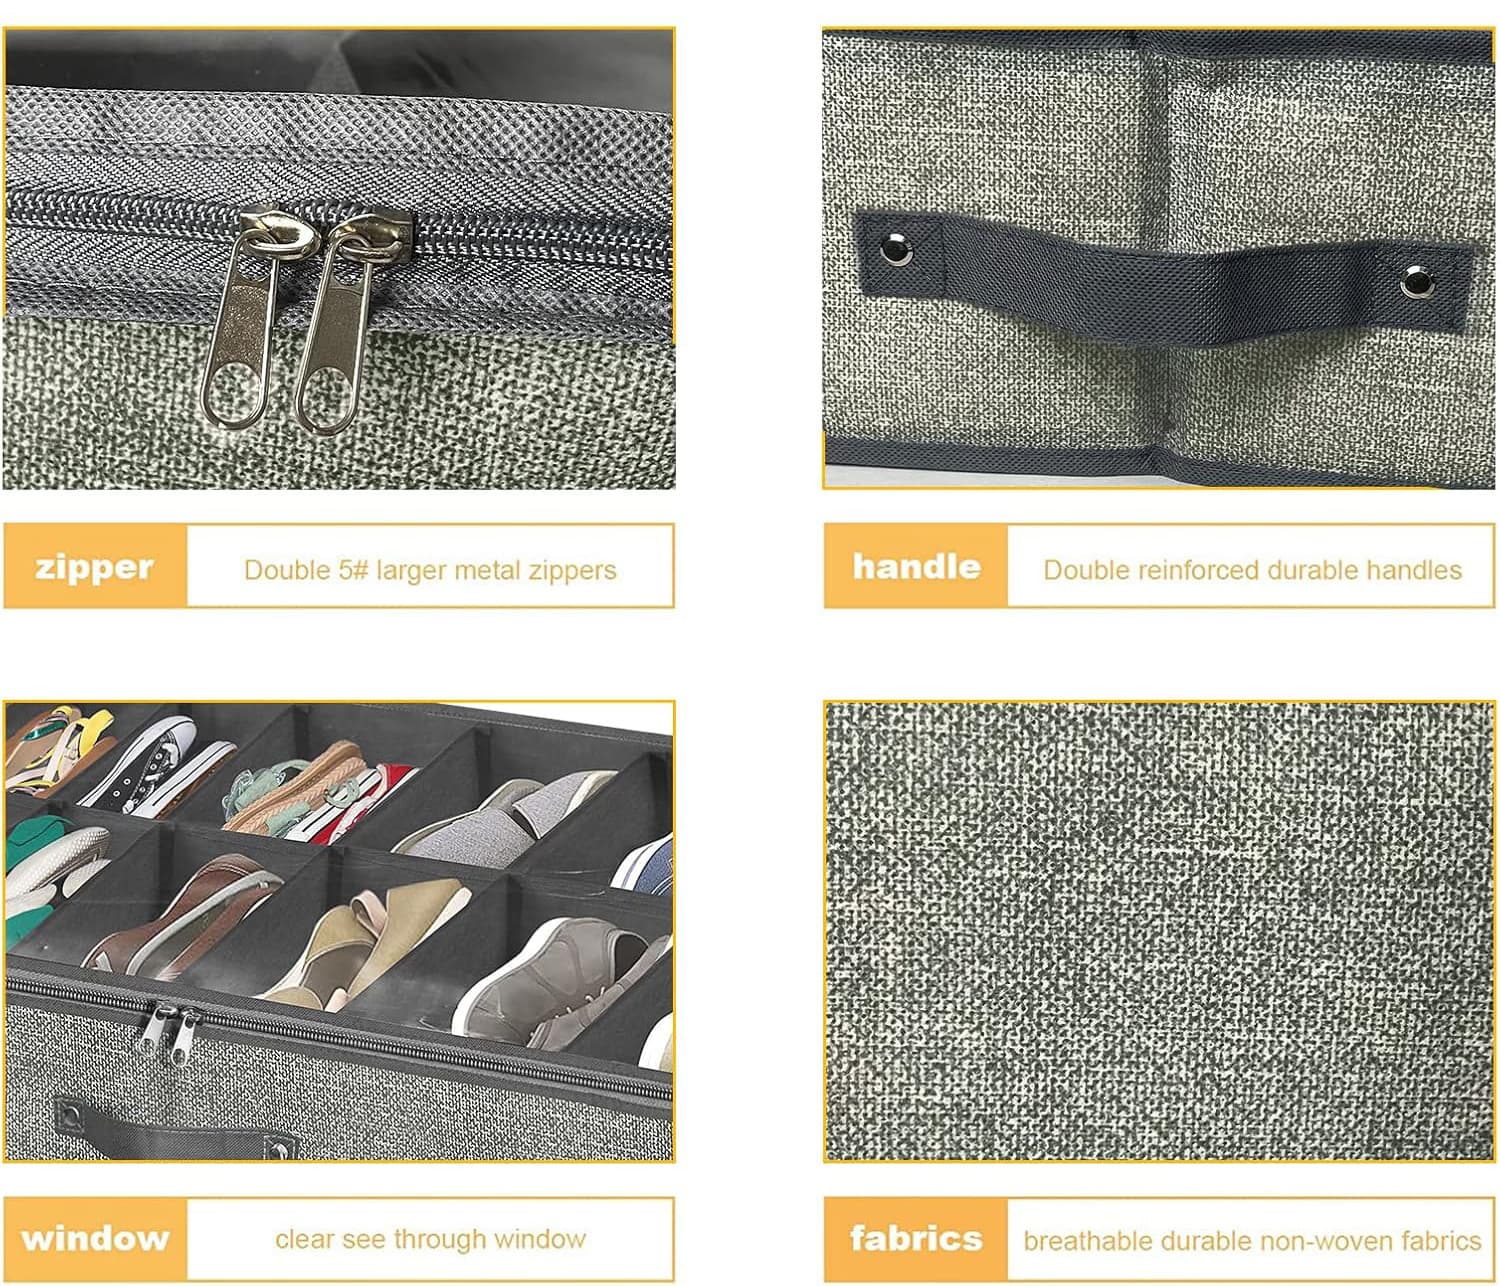 zipper
Double 5# larger metal zippers
handle
Double reinforced durable handles
window
clear see through window
fabrics
breathable durable non-woven fabrics